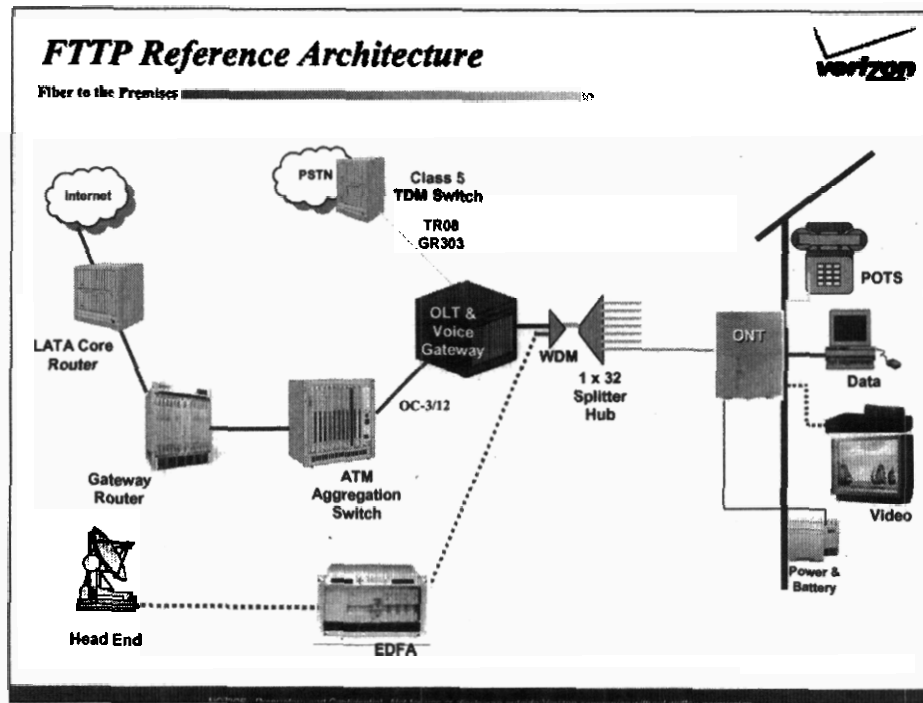 FTTP Reference Architecture
verizon
Fiber to the Premises
Internet
PSTN
Class 5
TDM Switch
TR08
GR303
LATA Core
Router
OLT &
Voice
Gateway
WDM
1 x 32
Splitter
Hub
ONT
POTS
Data
Video
Power &
Battery
OC-3/12
Gateway
Router
ATM
Aggregation
Switch
Head End
EDFA